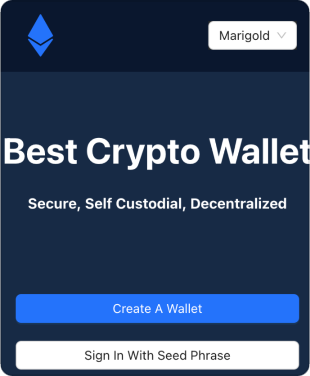 Marigold
Best Crypto Wallet
Secure, Self Custodial, Decentralized
Create A Wallet
Sign In With Seed Phrase